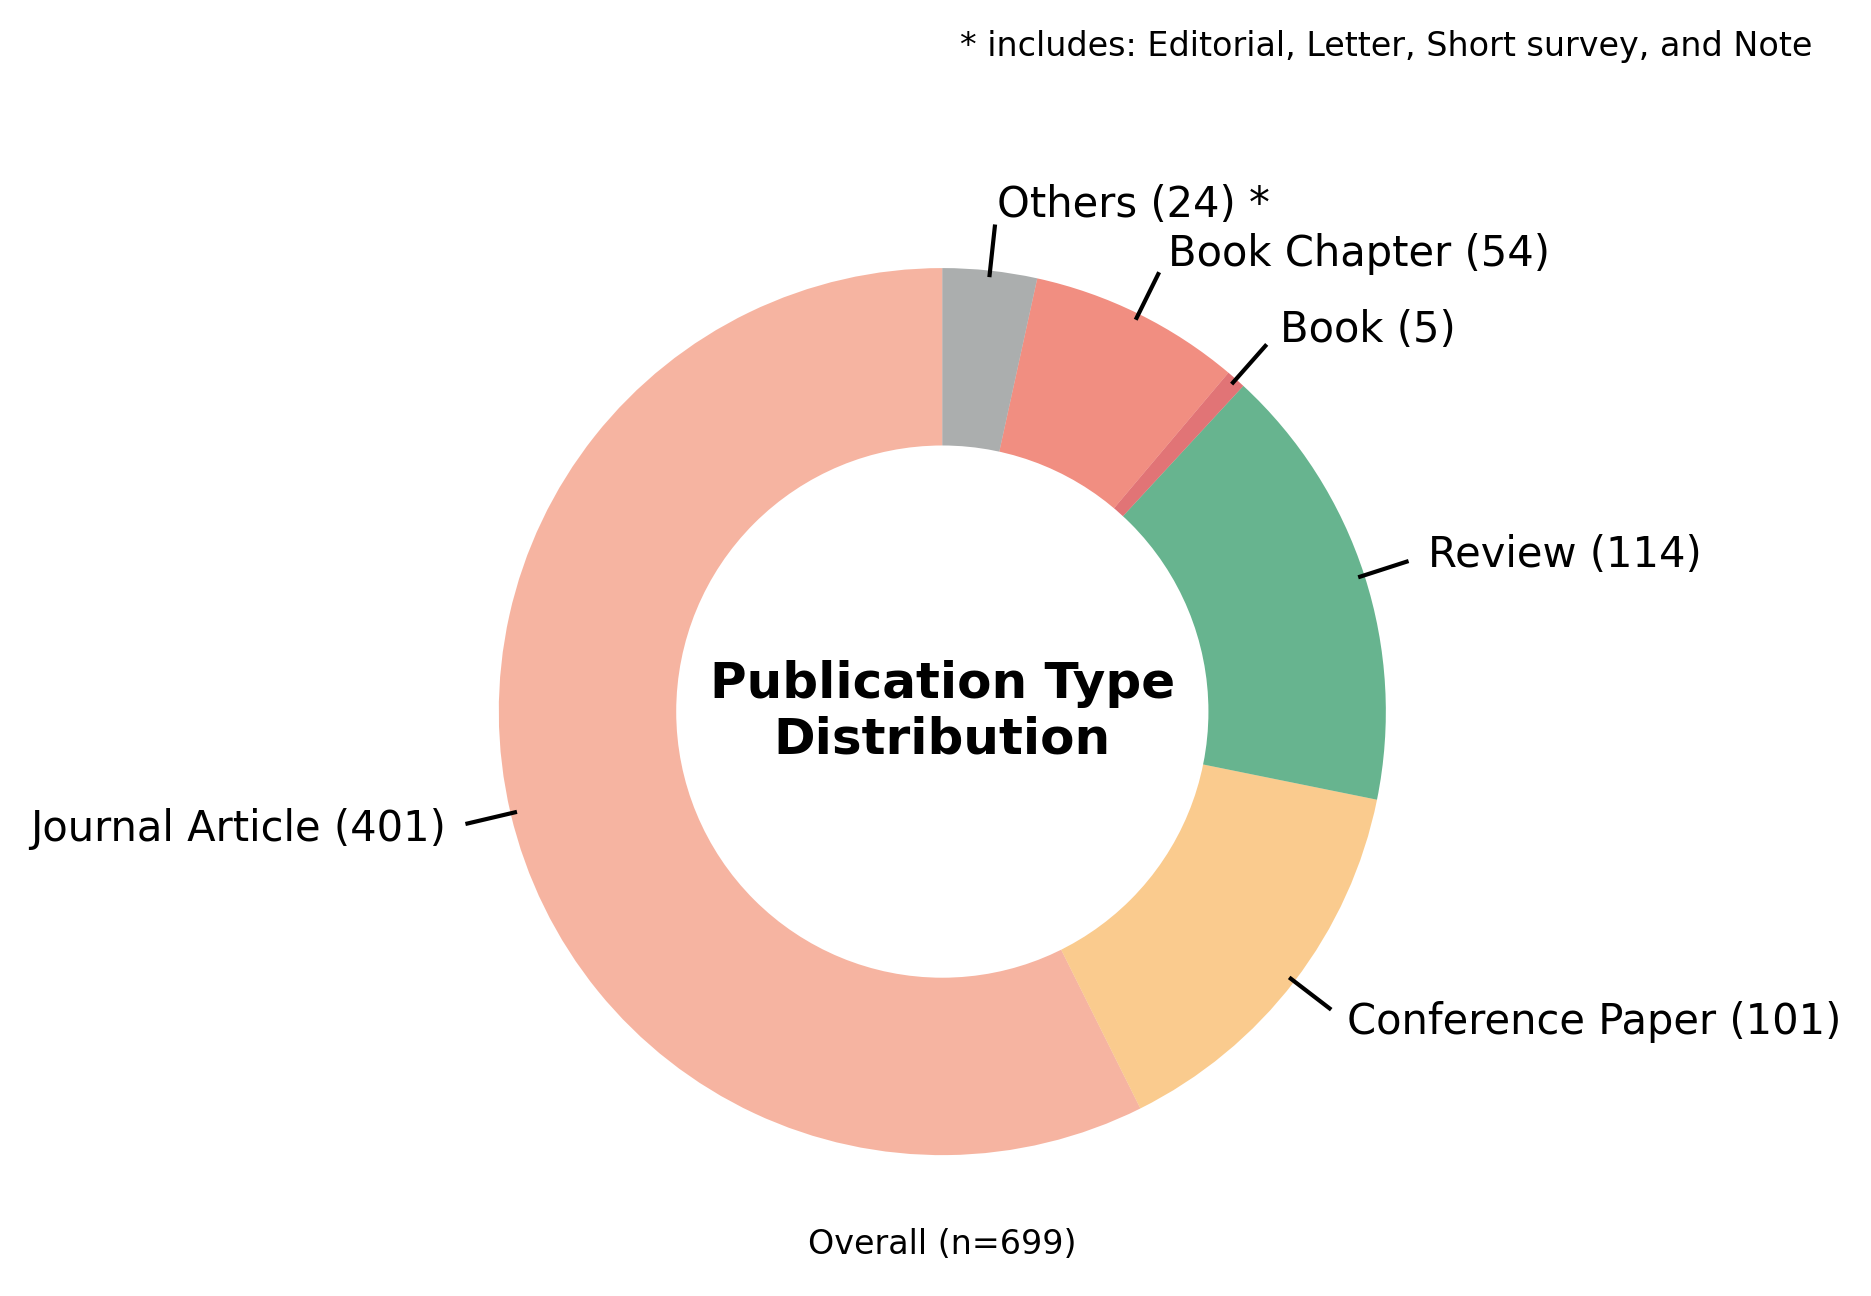 * includes: Editorial, Letter, Short survey, and Note
Others (24) *
Book Chapter (54)
Book (5)
Review (114)
Publication Type
Distribution
Journal Article (401)
Conference Paper (101)
Overall (n=699)